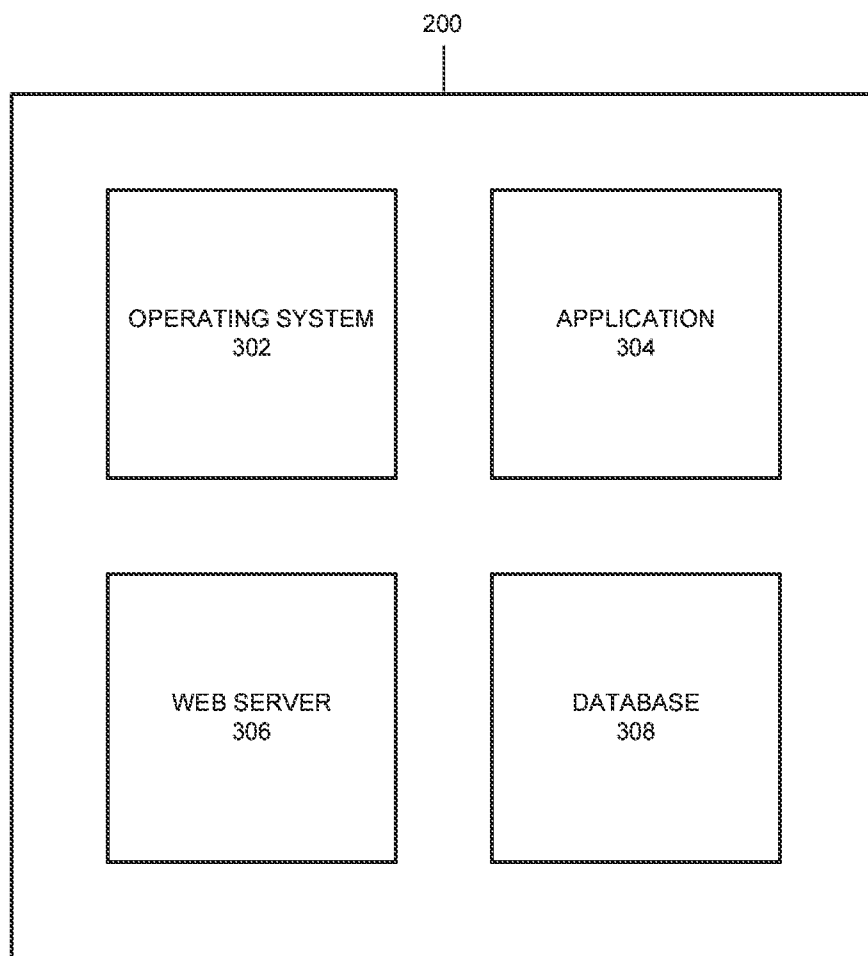 200
OPERATING SYSTEM
302
APPLICATION
304
WEB SERVER
306
DATABASE
308